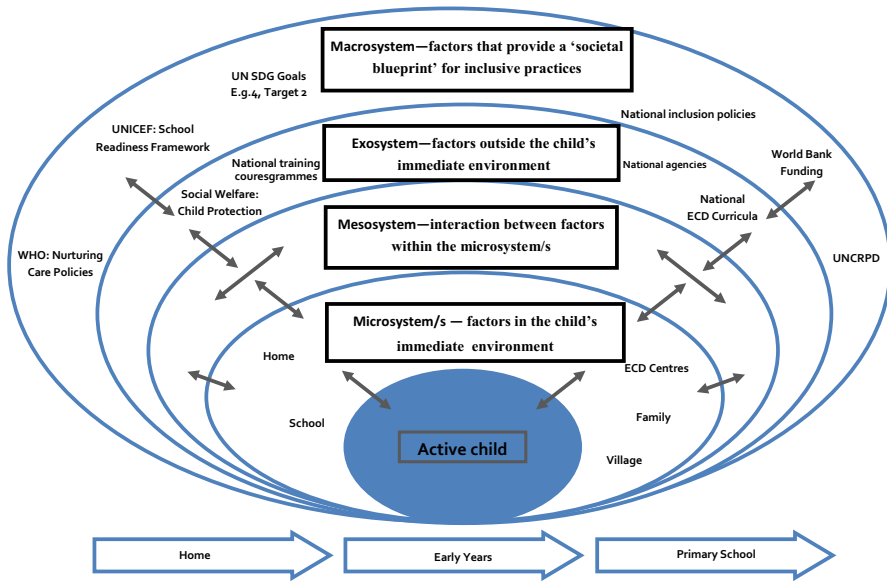 Macrosystem—factors that provide a ‘societal
blueprint’ for inclusive practices
UN SDG Goals
E.g.4, Target 2
National inclusion policies
UNICEF: School
Readiness Framework
Exosystem—factors outside the child’s
immediate environment
National training
couresgrammes
National agencies
World Bank
Funding
Social Welfare:
Child Protection
National
ECD Curricula
Mesosystem—interaction between factors
within the microsystem/s
WHO: Nurturing
Care Policies
UNCRPD
Microsystem/s — factors in the child’s
immediate environment
Home
ECD Centres
School
Family
Active child
Village
Home
Early Years
Primary School